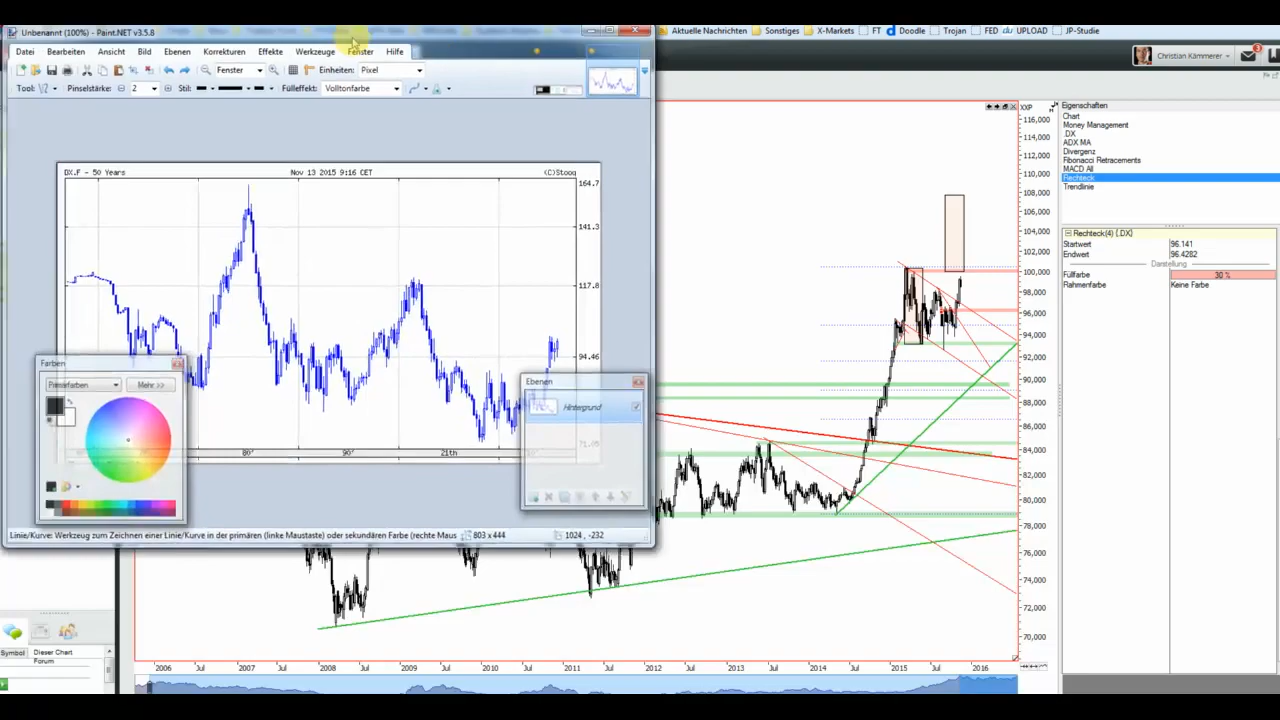 Unbenannt (100%) - Paint.NET v3.5.8
Aktuelle Nachrichten Sonstiges X-Markets FT Doodle Trojan FED UPLOAD JP-Studie
Datei Bearbeiten Ansicht Bild Ebenen Korrekturen Effekte Werkzeuge Fenster Hilfe
Christian Kämmerer 3
Fenster Einheiten: Pixel
Tool: Pinselstärke: 2 Stil: Fülleffekt: Volltonfarbe
DX.F - 50 Years Nov 13 2015 9:16 CET (C)Stooq
164.7
141.3
117.8
94.46
71.05
80' 90' 21th
Farben
Primärfarben Mehr >>
Ebenen
Hintergrund
Linie/Kurve: Werkzeug zum Zeichnen einer Linie/Kurve in der primären (linke Maustaste) oder sekundären Farbe (rechte Maus 803 x 444 1024 , -232
XXP
116,000
114,000
112,000
110,000
108,000
106,000
104,000
102,000
100,000
98,000
96,000
94,000
92,000
90,000
88,000
86,000
84,000
82,000
80,000
78,000
76,000
74,000
72,000
70,000
2006 Jul 2007 Jul 2008 Jul 2009 Jul 2010 Jul 2011 Jul 2012 Jul 2013 Jul 2014 Jul 2015 Jul 2016
Eigenschaften
Chart
Money Management
.DX
ADX MA
Divergenz
Fibonacci Retracements
MACD All
Rechteck
Trendlinie
Rechteck(4) {.DX}
Startwert 96.141
Endwert 96.4282
Darstellung
Füllfarbe 30 %
Rahmenfarbe Keine Farbe
Symbol Dieser Chart
Forum